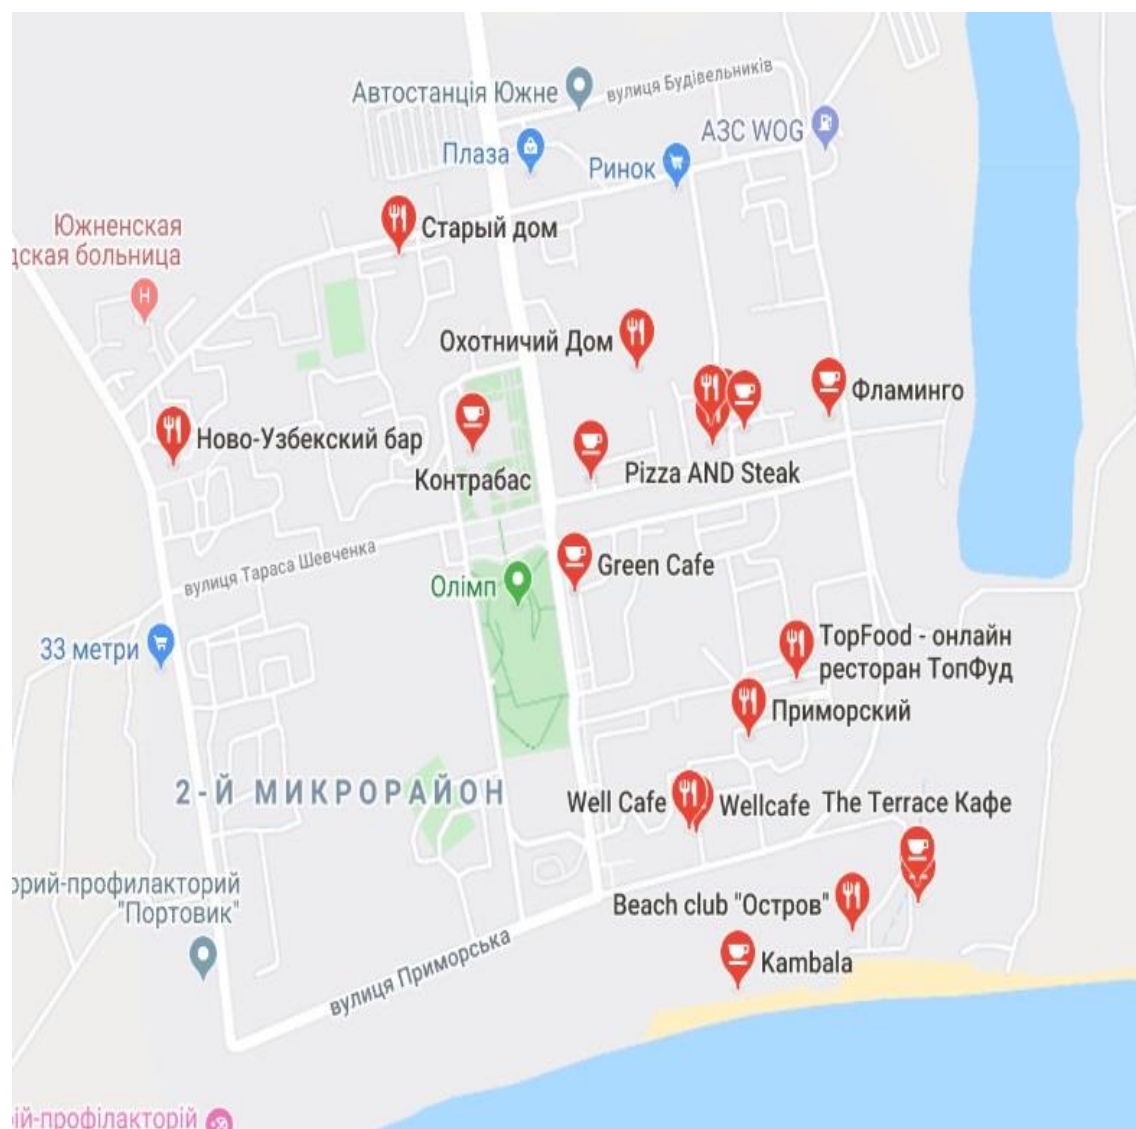 вулиця Будівельників
Автостанція Южне
АЗС WOG
Плаза
Ринок
Южненская
дская больница
Старый дом
Охотничий Дом
Фламинго
Ново-Узбекский бар
Контрабас
Pizza AND Steak
вулиця Тараса Шевченка
Green Cafe
Олімп
33 метри
TopFood - онлайн
ресторан ТопФуд
Приморский
2-Й МИКРОРАЙОН
Well Cafe
Wellcafe
The Terrace Кафе
орий-профилакторий
"Портовик"
Beach club "Остров"
Kambala
вулиця Приморська
ій-профілакторій